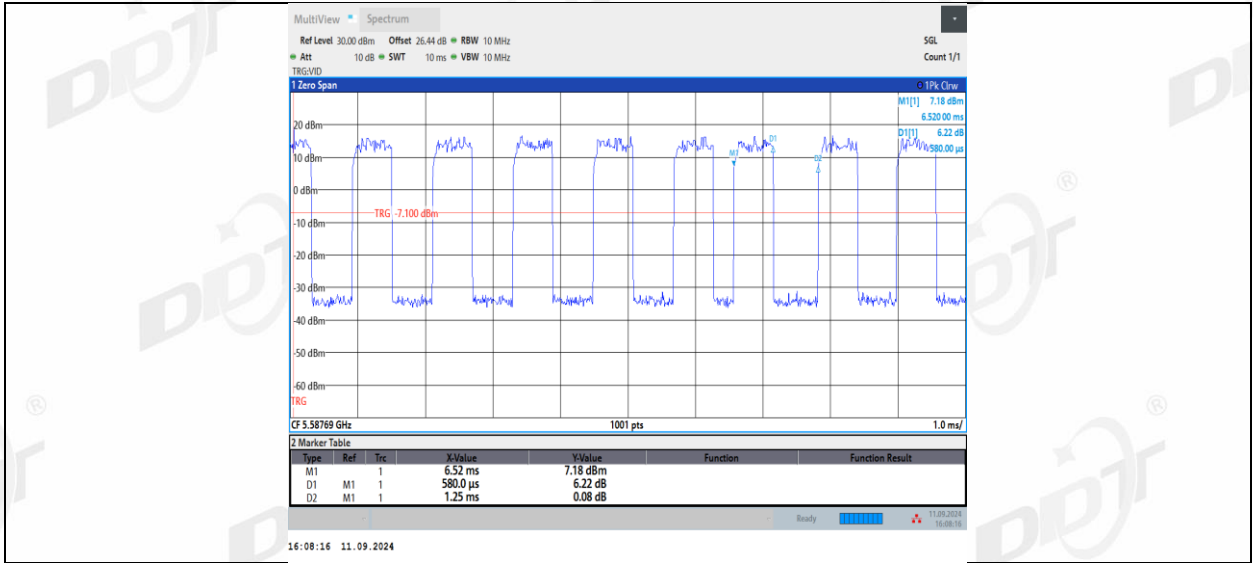 MultiView Spectrum
Ref Level 30.00 dBm Offset 26.44 dB RBW 10 MHz SGL
Att 10 dB SWT 10 ms VBW 10 MHz Count 1/1
TRG:VID
1 Zero Span 1Pk Clrw
M1[1] 7.18 dBm
6.520 00 ms
20 dBm
D1[1] 6.22 dB
580.00 µs
D1
M1
D2
10 dBm
0 dBm
TRG -7.100 dBm
-10 dBm
-20 dBm
-30 dBm
-40 dBm
-50 dBm
-60 dBm
TRG
CF 5.58769 GHz 1001 pts 1.0 ms/
2 Marker Table
Type Ref Trc X-Value Y-Value Function Function Result
M1 1 6.52 ms 7.18 dBm
D1 M1 1 580.0 µs 6.22 dB
D2 M1 1 1.25 ms 0.08 dB
Ready 11.09.2024
16:08:16
16:08:16 11.09.2024
DDT
®